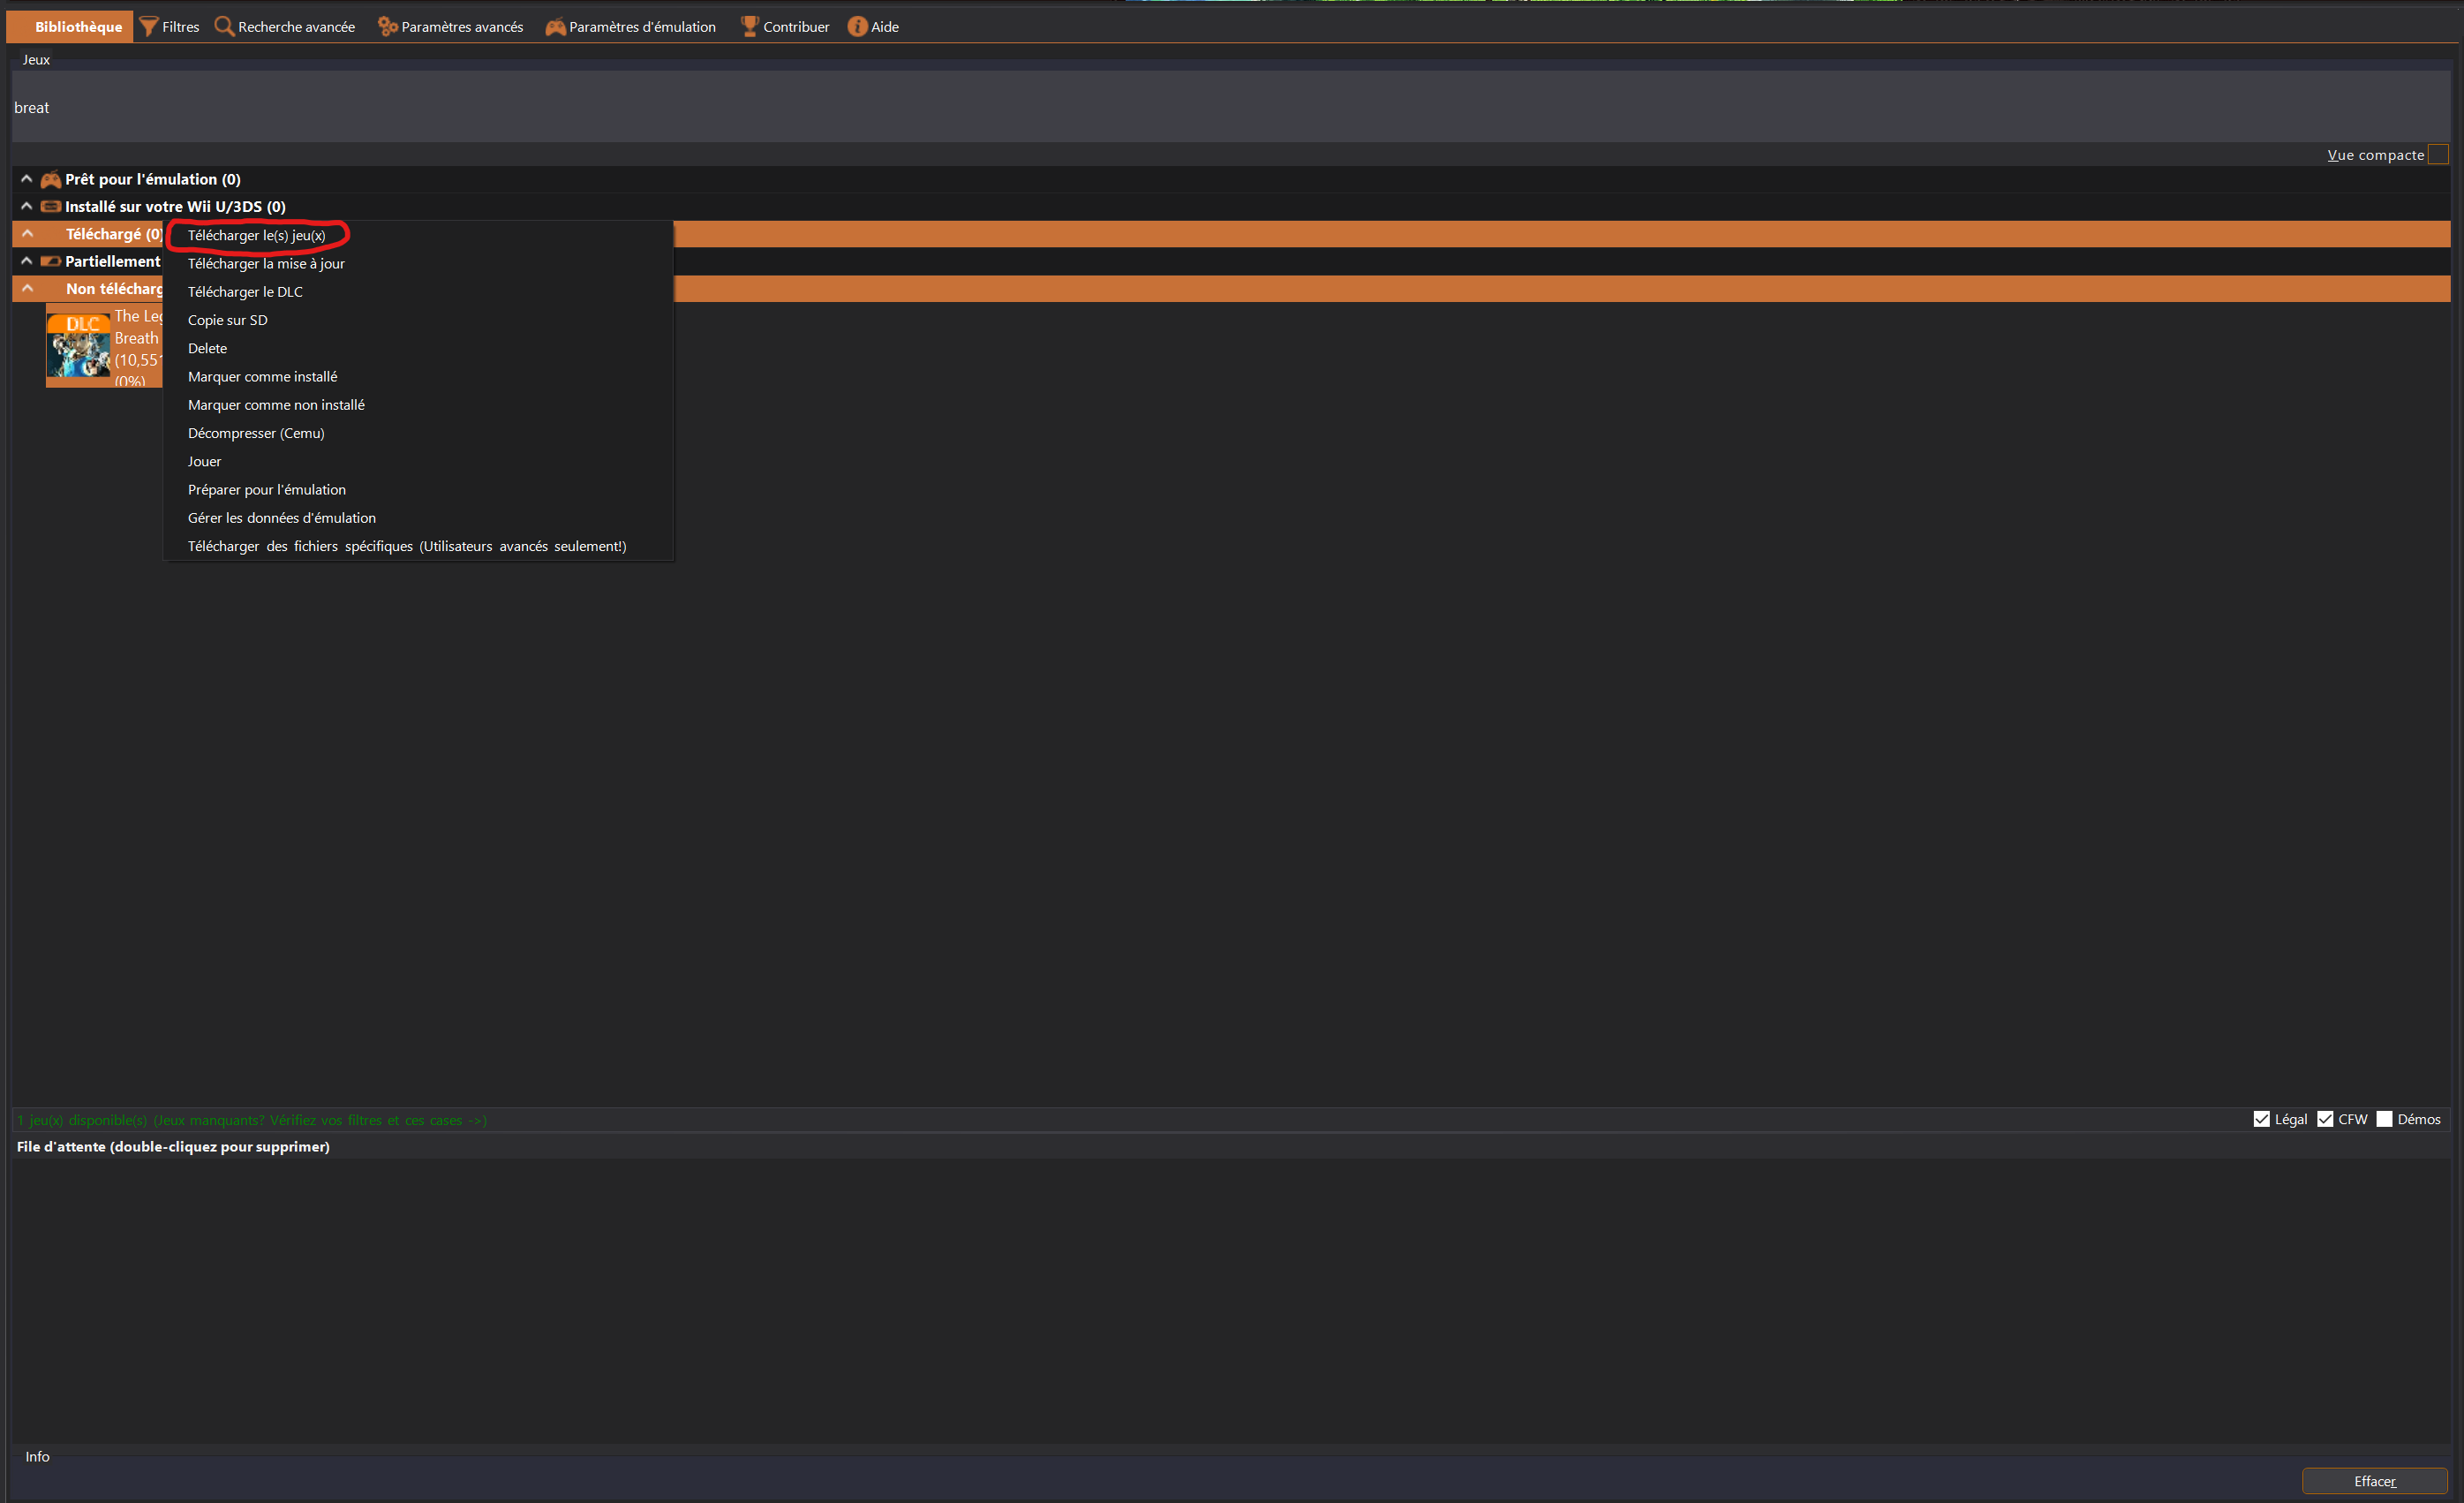 Bibliothèque Filtres Recherche avancée Paramètres avancés Paramètres d'émulation Contribuer Aide
Jeux
breat
Vue compacte
Prêt pour l'émulation (0)
Installé sur votre Wii U/3DS (0)
Téléchargé (0)
Partiellement
Non télécharg
DLC
The Leg
Breath
(10,551
(0%)
Télécharger le(s) jeu(x)
Télécharger la mise à jour
Télécharger le DLC
Copie sur SD
Delete
Marquer comme installé
Marquer comme non installé
Décompresser (Cemu)
Jouer
Préparer pour l'émulation
Gérer les données d'émulation
Télécharger des fichiers spécifiques (Utilisateurs avancés seulement!)
1 jeu(x) disponible(s) (Jeux manquants? Vérifiez vos filtres et ces cases ->)
Légal CFW Démos
File d'attente (double-cliquez pour supprimer)
Info
Effacer